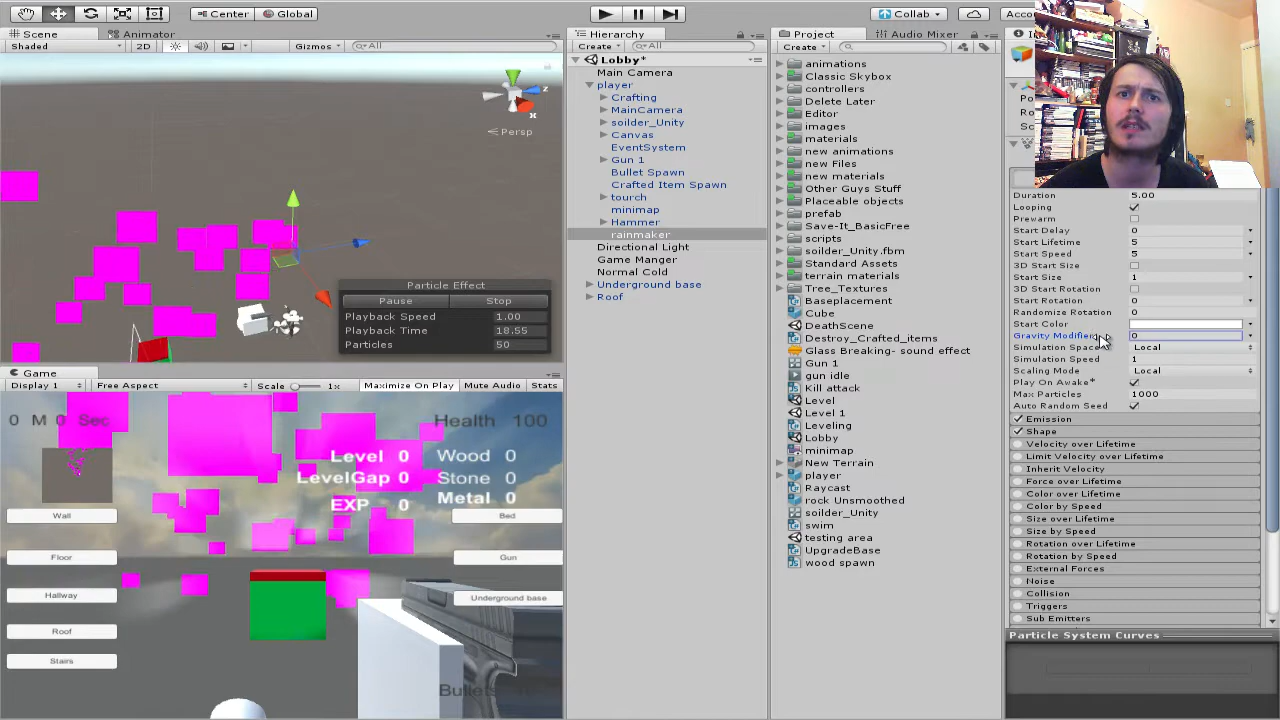 Center Global Collab Acco
Scene Animator
Shaded 2D Gizmos All
Persp
z
x
Particle Effect
Pause Stop
Playback Speed 1.00
Playback Time 18.55
Particles 50
Game
Display 1 Free Aspect Scale 1x Maximize On Play Mute Audio Stats
0 M 0 Sec
Health 100
Level 0 Wood 0
LevelGap 0 Stone 0
EXP 0 Metal 0
Wall Bed
Floor Gun
Hallway Underground base
Roof
Stairs
Bullets
Hierarchy
Create All
Lobby*
Main Camera
player
Crafting
MainCamera
soilder_Unity
Canvas
EventSystem
Gun 1
Bullet Spawn
Crafted Item Spawn
tourch
minimap
Hammer
rainmaker
Directional Light
Game Manger
Normal Cold
Underground base
Roof
Project Audio Mixer
Create
animations
Classic Skybox
controllers
Delete Later
Editor
images
materials
new animations
new Files
new materials
Other Guys Stuff
Placeable objects
prefab
Save-It_BasicFree
scripts
soilder_Unity.fbm
Standard Assets
terrain materials
Tree_Textures
Baseplacement
Cube
DeathScene
Destroy_Crafted_items
Glass Breaking- sound effect
Gun 1
gun idle
Kill attack
Level
Level 1
Leveling
Lobby
minimap
New Terrain
player
Raycast
rock Unsmoothed
soilder_Unity
swim
testing area
UpgradeBase
wood spawn
Duration 5.00
Looping
Prewarm
Start Delay 0
Start Lifetime 5
Start Speed 5
3D Start Size
Start Size 1
3D Start Rotation
Start Rotation 0
Randomize Rotation 0
Start Color
Gravity Modifier 0
Simulation Space Local
Simulation Speed 1
Scaling Mode Local
Play On Awake*
Max Particles 1000
Auto Random Seed
Emission
Shape
Velocity over Lifetime
Limit Velocity over Lifetime
Inherit Velocity
Force over Lifetime
Color over Lifetime
Color by Speed
Size over Lifetime
Size by Speed
Rotation over Lifetime
Rotation by Speed
External Forces
Noise
Collision
Triggers
Sub Emitters
Particle System Curves